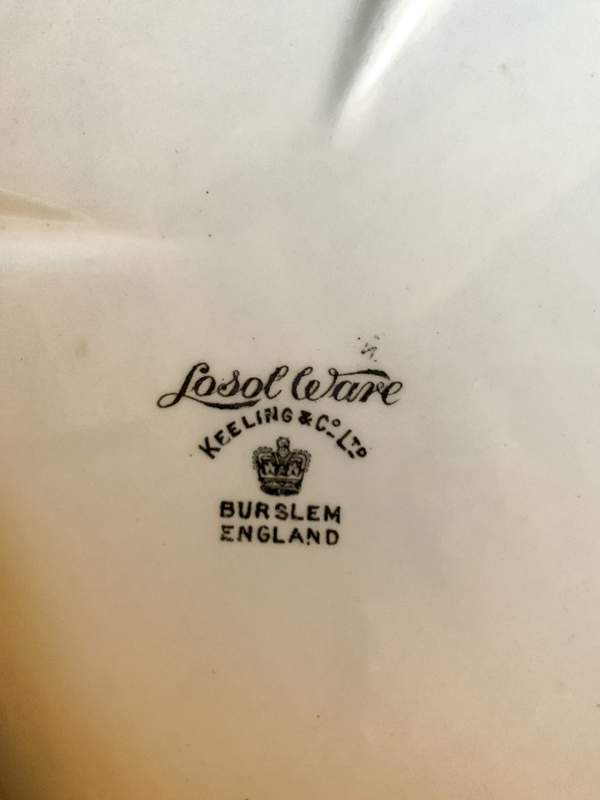 Losol Ware
KEELING & Co. LTD
BURSLEM
ENGLAND